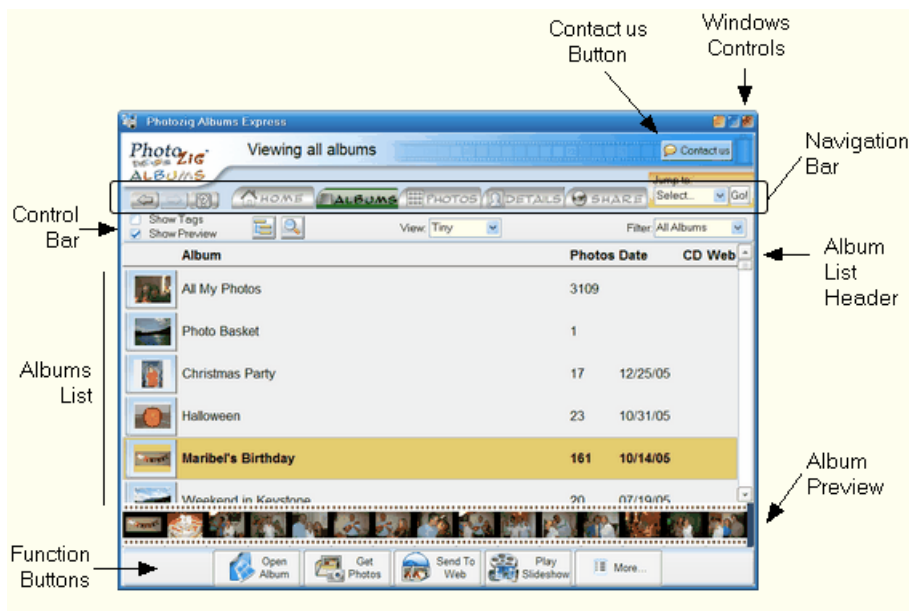 Contact us
Button
Windows
Controls
Photozig Albums Express
PhotoZig
ALBUMS
Viewing all albums
Contact us
Navigation
Bar
Jump to:
HOME ALBUMS PHOTOS DETAILS SHARE Select... Go!
Control
Bar
Show Tags
Show Preview
View: Tiny
Filter: All Albums
Album Photos Date CD Web
Album
List
Header
All My Photos 3109
Photo Basket 1
Albums
List
Christmas Party 17 12/25/05
Halloween 23 10/31/05
Maribel's Birthday 161 10/14/05
Weekend in Keystone 20 07/19/05
Album
Preview
Function
Buttons
Open
Album
Get
Photos
Send To
Web
Play
Slideshow
More...